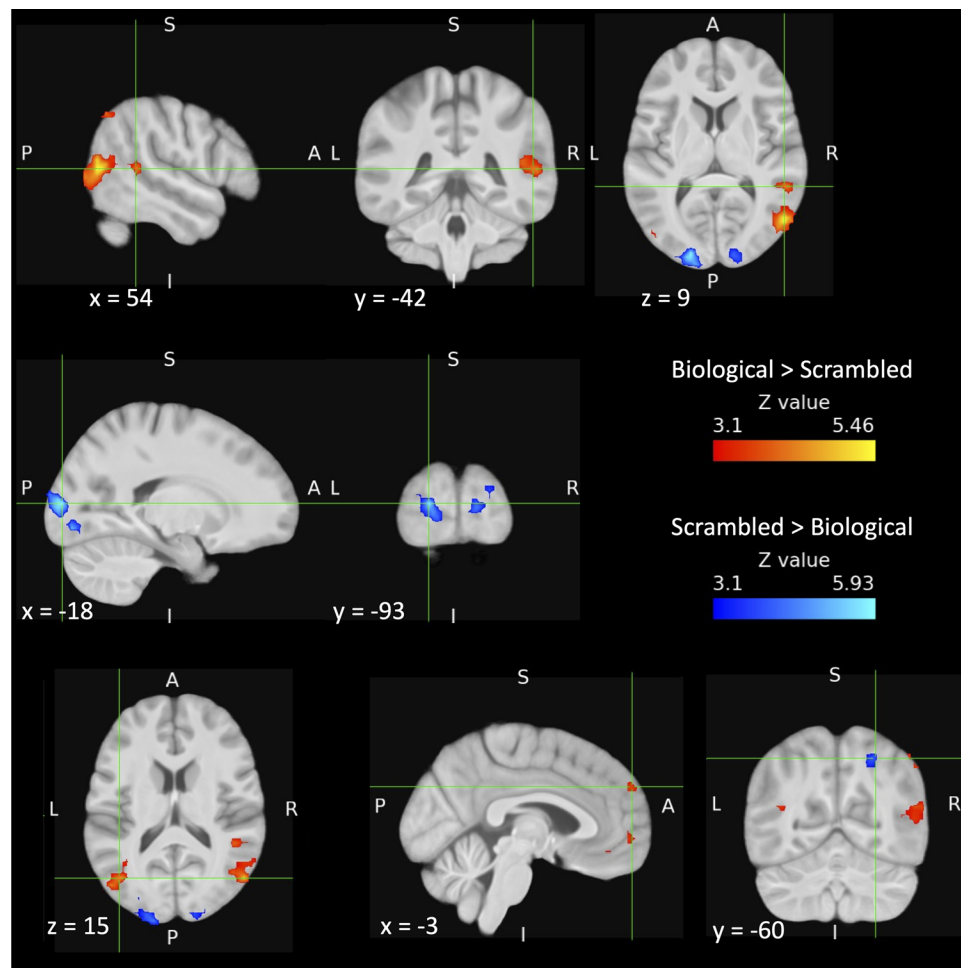 S
S
A
P
A
L
R
L
R
I
I
P
x = 54
y = -42
z = 9
S
S
P
A
L
R
I
I
x = -18
y = -93
Biological > Scrambled
Z value
3.1
5.46
Scrambled > Biological
Z value
3.1
5.93
A
L
R
P
z = 15
S
P
A
I
x = -3
S
L
R
I
y = -60